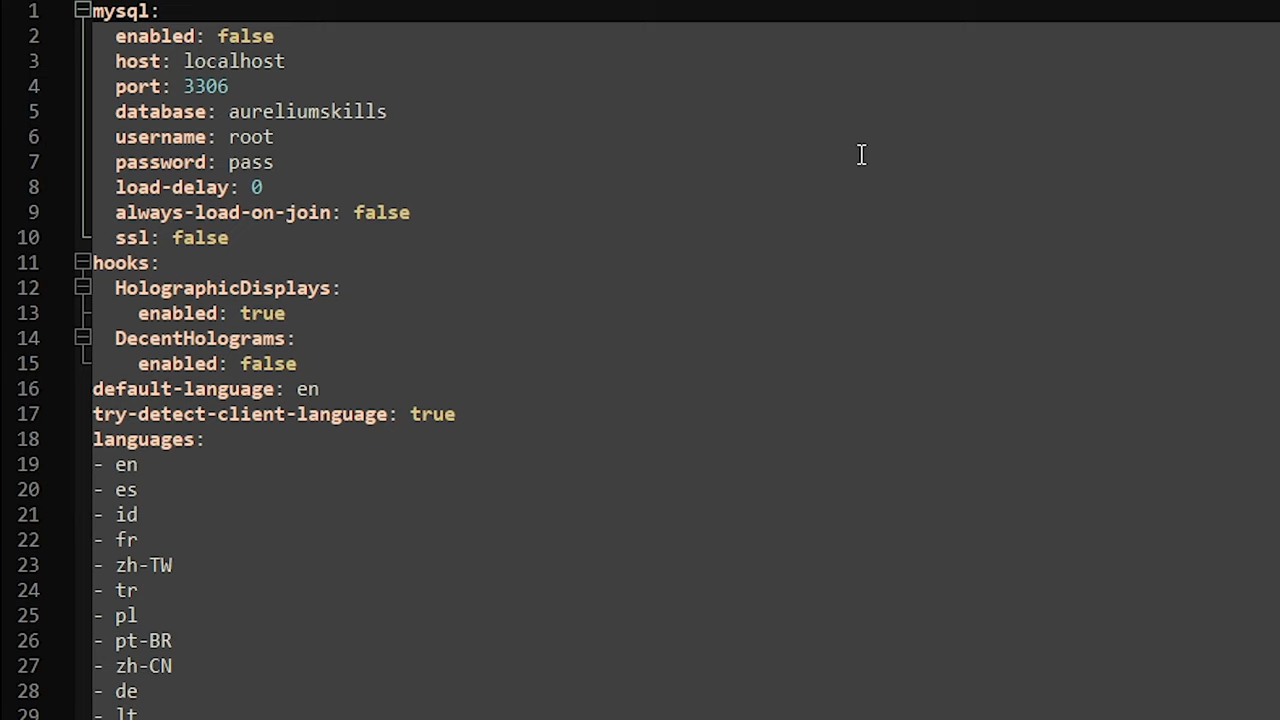 1 mysql:
2   enabled: false
3   host: localhost
4   port: 3306
5   database: aureliumskills
6   username: root
7   password: pass
8   load-delay: 0
9   always-load-on-join: false
10   ssl: false
11 hooks:
12   HolographicDisplays:
13     enabled: true
14   DecentHolograms:
15     enabled: false
16 default-language: en
17 try-detect-client-language: true
18 languages:
19 - en
20 - es
21 - id
22 - fr
23 - zh-TW
24 - tr
25 - pl
26 - pt-BR
27 - zh-CN
28 - de
29 - lt